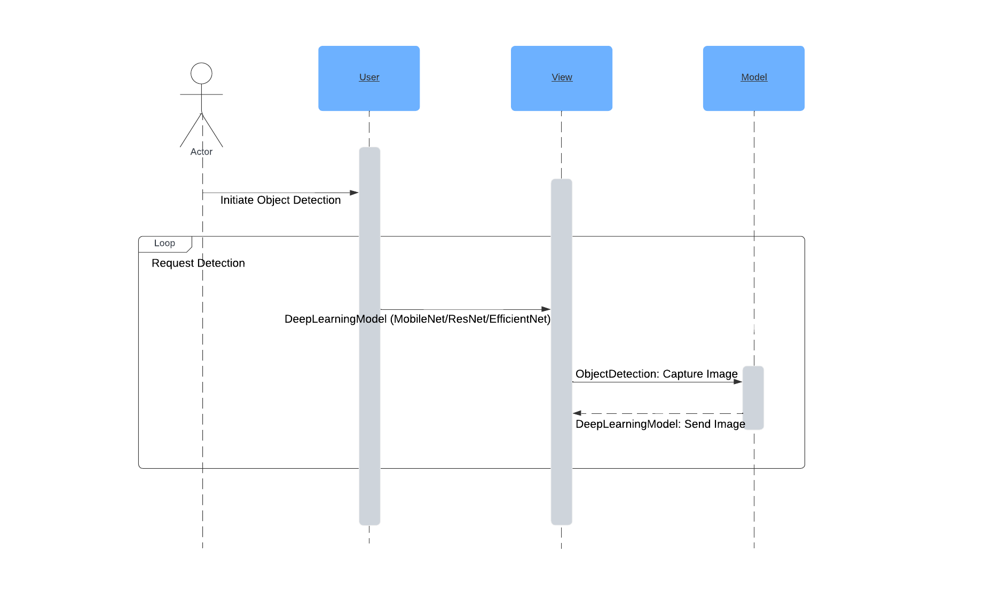 User
View
Model
Actor
Initiate Object Detection
Loop
Request Detection
DeepLearningModel (MobileNet/ResNet/EfficientNet)
ObjectDetection: Capture Image
DeepLearningModel: Send Image